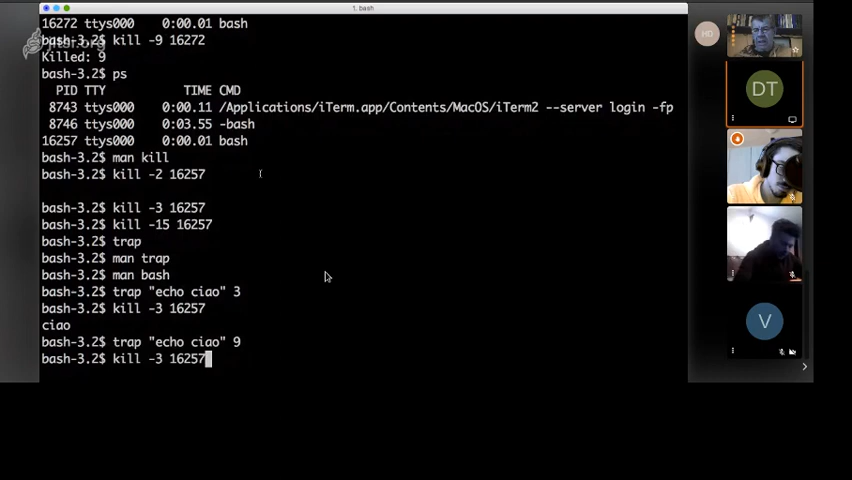 1. bash
16272 ttys000    0:00.01 bash
bash-3.2$ kill -9 16272
Killed: 9
bash-3.2$ ps
  PID TTY           TIME CMD
 8743 ttys000    0:00.11 /Applications/iTerm.app/Contents/MacOS/iTerm2 --server login -fp
 8746 ttys000    0:03.55 -bash
16257 ttys000    0:00.01 bash
bash-3.2$ man kill
bash-3.2$ kill -2 16257
bash-3.2$ kill -3 16257
bash-3.2$ kill -15 16257
bash-3.2$ trap
bash-3.2$ man trap
bash-3.2$ man bash
bash-3.2$ trap "echo ciao" 3
bash-3.2$ kill -3 16257
ciao
bash-3.2$ trap "echo ciao" 9
bash-3.2$ kill -3 16257
HD
DT
V